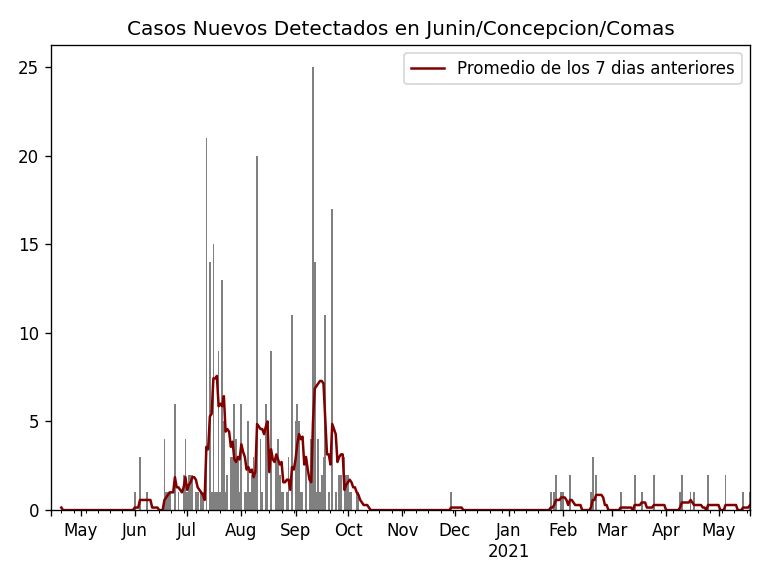 Casos Nuevos Detectados en Junin/Concepcion/Comas
Promedio de los 7 dias anteriores
25
20
15
10
5
0
May Jun Jul Aug Sep Oct Nov Dec Jan Feb Mar Apr May
2021